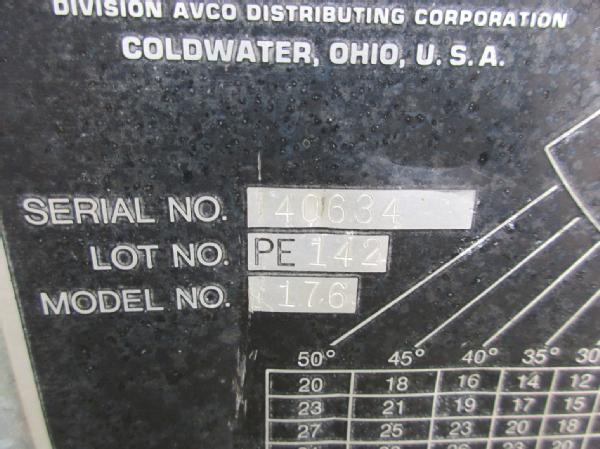 DIVISION AVCO DISTRIBUTING CORPORATION
COLDWATER, OHIO, U.S.A.
SERIAL NO. 140634
LOT NO. PE 142
MODEL NO. 176
50° 45° 40° 35° 30
20 18 16 14 12
23 21 19 17 15
27 25 23 20 18